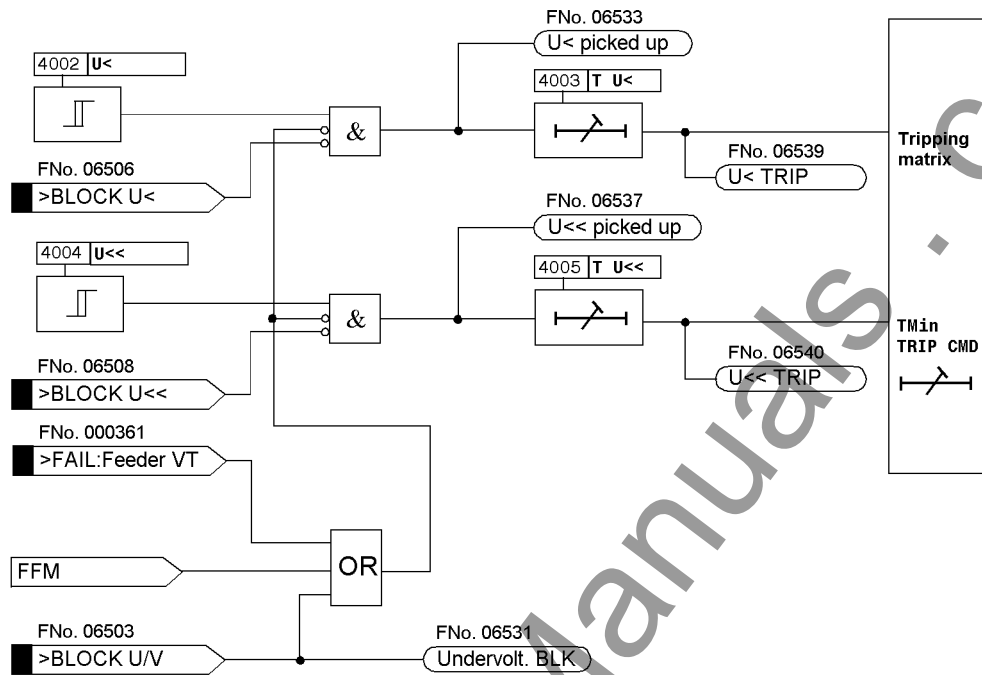 FNo. 06533
U< picked up
4002 U<
4003 T U<
&
Tripping
matrix
FNo. 06506
>BLOCK U<
FNo. 06539
U< TRIP
FNo. 06537
U<< picked up
4004 U<<
4005 T U<<
&
TMin
TRIP CMD
FNo. 06508
>BLOCK U<<
FNo. 06540
U<< TRIP
FNo. 000361
>FAIL:Feeder VT
OR
FFM
FNo. 06503
>BLOCK U/V
FNo. 06531
Undervolt. BLK
Manuals . c